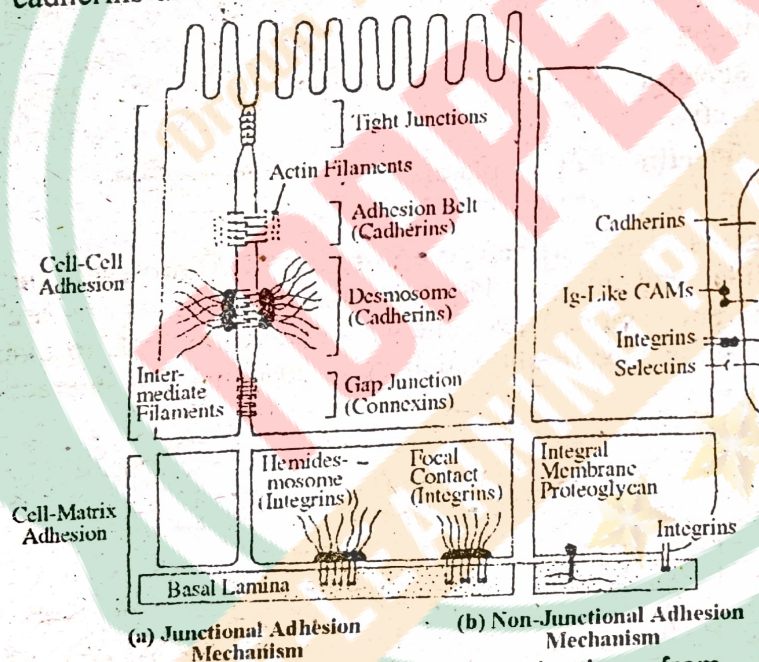 Tight Junctions
Actin Filaments
Adhesion Belt
(Cadherins)
Cell-Cell
Adhesion
Desmosome
(Cadherins)
Inter-
mediate
Filaments
Gap Junction
(Connexins)
Cadherins
Ig-Like CAMs
Integrins
Selectins
Cell-Matrix
Adhesion
Hemides-
mosome
(Integrins)
Focal
Contact
(Integrins)
Integral
Membrane
Proteoglycan
Integrins
Basal Lamina
(a) Junctional Adhesion
Mechanism
(b) Non-Junctional Adhesion
Mechanism
from